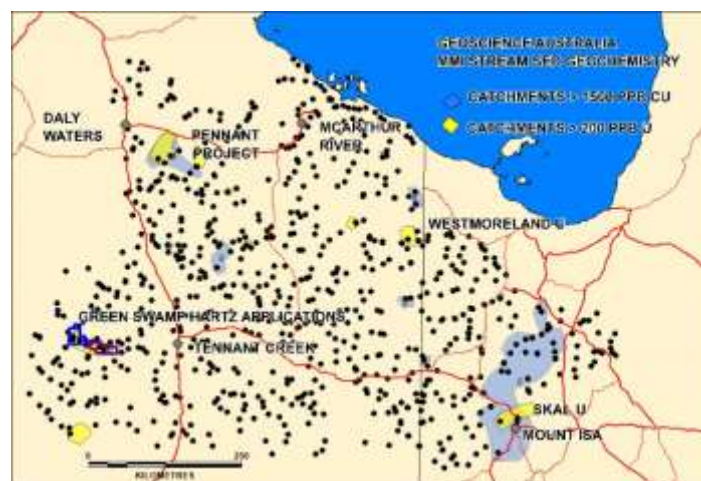 GEOSCIENCE AUSTRALIA
MMI STREAM SED GEOCHEMISTRY
CATCHMENTS > 1500 PPB CU
CATCHMENTS > 200 PPB U
DALY
WATERS
PENNANT
PROJECT
MCARTHUR
RIVER
WESTMORELAND U
GREEN SWAMP HARTZ APPLICATIONS
TENNANT CREEK
SKAL U
MOUNT ISA
0
250
KILOMETRES